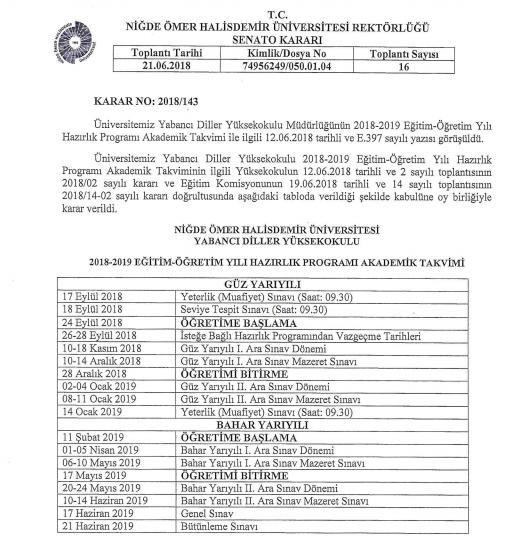 T.C.
NİĞDE ÖMER HALİSDEMİR ÜNİVERSİTESİ REKTÖRLÜĞÜ
SENATO KARARI
Toplantı Tarihi Kimlik/Dosya No Toplantı Sayısı
21.06.2018 74956249/050.01.04 16
KARAR NO: 2018/143
Üniversitemiz Yabancı Diller Yüksekokulu Müdürlüğünün 2018-2019 Eğitim-Öğretim Yılı
Hazırlık Programı Akademik Takvimi ile ilgili 12.06.2018 tarihli ve E.397 sayılı yazısı görüşüldü.
Üniversitemiz Yabancı Diller Yüksekokulu 2018-2019 Eğitim-Öğretim Yılı Hazırlık
Programı Akademik Takviminin ilgili Yüksekokulun 12.06.2018 tarihli ve 2 sayılı toplantısının
2018/02 sayılı kararı ve Eğitim Komisyonunun 19.06.2018 tarihli ve 14 sayılı toplantısının
2018/14-02 sayılı kararı doğrultusunda aşağıdaki tabloda verildiği şekilde kabulüne oy birliğiyle
karar verildi.
NİĞDE ÖMER HALİSDEMİR ÜNİVERSİTESİ
YABANCI DİLLER YÜKSEKOKULU
2018-2019 EĞİTİM-ÖĞRETİM YILI HAZIRLIK PROGRAMI AKADEMİK TAKVİMİ
GÜZ YARIYILI
17 Eylül 2018 Yeterlik (Muafiyet) Sınavı (Saat: 09.30)
18 Eylül 2018 Seviye Tespit Sınavı (Saat: 09.30)
24 Eylül 2018 ÖĞRETİME BAŞLAMA
26-28 Eylül 2018 İsteğe Bağlı Hazırlık Programından Vazgeçme Tarihleri
10-18 Kasım 2018 Güz Yarıyılı I. Ara Sınav Dönemi
10-14 Aralık 2018 Güz Yarıyılı I. Ara Sınav Mazeret Sınavı
28 Aralık 2018 ÖĞRETİMİ BİTİRME
02-04 Ocak 2019 Güz Yarıyılı II. Ara Sınav Dönemi
08-11 Ocak 2019 Güz Yarıyılı II. Ara Sınav Mazeret Sınavı
14 Ocak 2019 Yeterlik (Muafiyet) Sınavı (Saat: 09.30)
BAHAR YARIYILI
11 Şubat 2019 ÖĞRETİME BAŞLAMA
01-05 Nisan 2019 Bahar Yarıyılı I. Ara Sınav Dönemi
06-10 Mayıs 2019 Bahar Yarıyılı I. Ara Sınav Mazeret Sınavı
17 Mayıs 2019 ÖĞRETİMİ BİTİRME
20-24 Mayıs 2019 Bahar Yarıyılı II. Ara Sınav Dönemi
10-14 Haziran 2019 Bahar Yarıyılı II. Ara Sınav Mazeret Sınavı
17 Haziran 2019 Genel Sınav
21 Haziran 2019 Bütünleme Sınavı